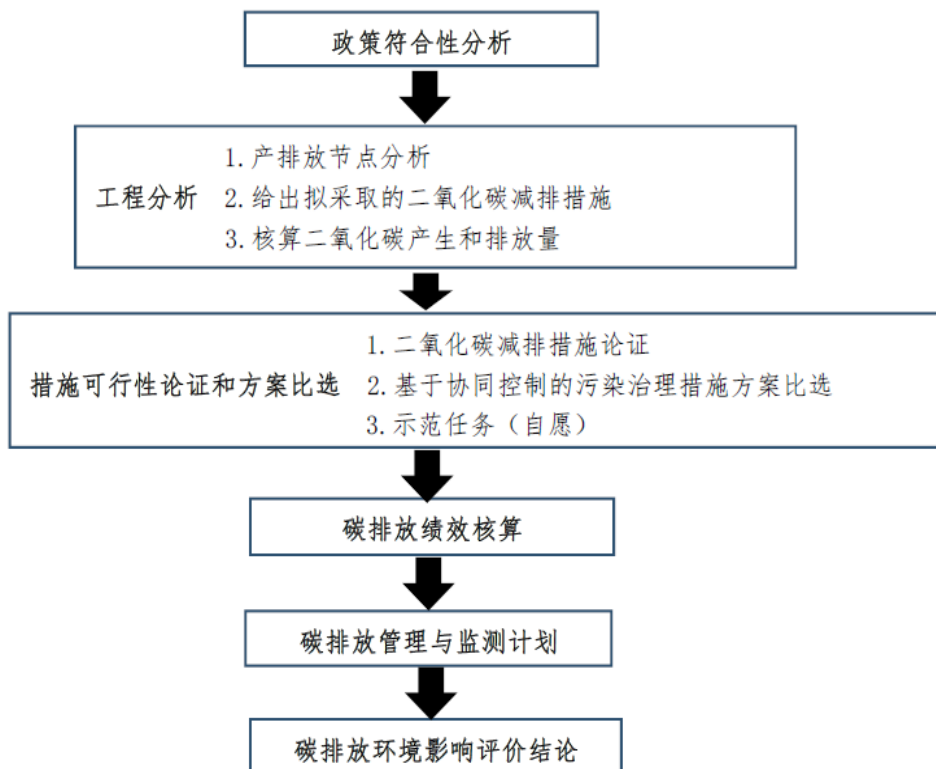 政策符合性分析
1.产排放节点分析
工程分析 2.给出拟采取的二氧化碳减排措施
3.核算二氧化碳产生和排放量
1.二氧化碳减排措施论证
措施可行性论证和方案比选 2.基于协同控制的污染治理措施方案比选
3.示范任务（自愿）
碳排放绩效核算
碳排放管理与监测计划
碳排放环境影响评价结论